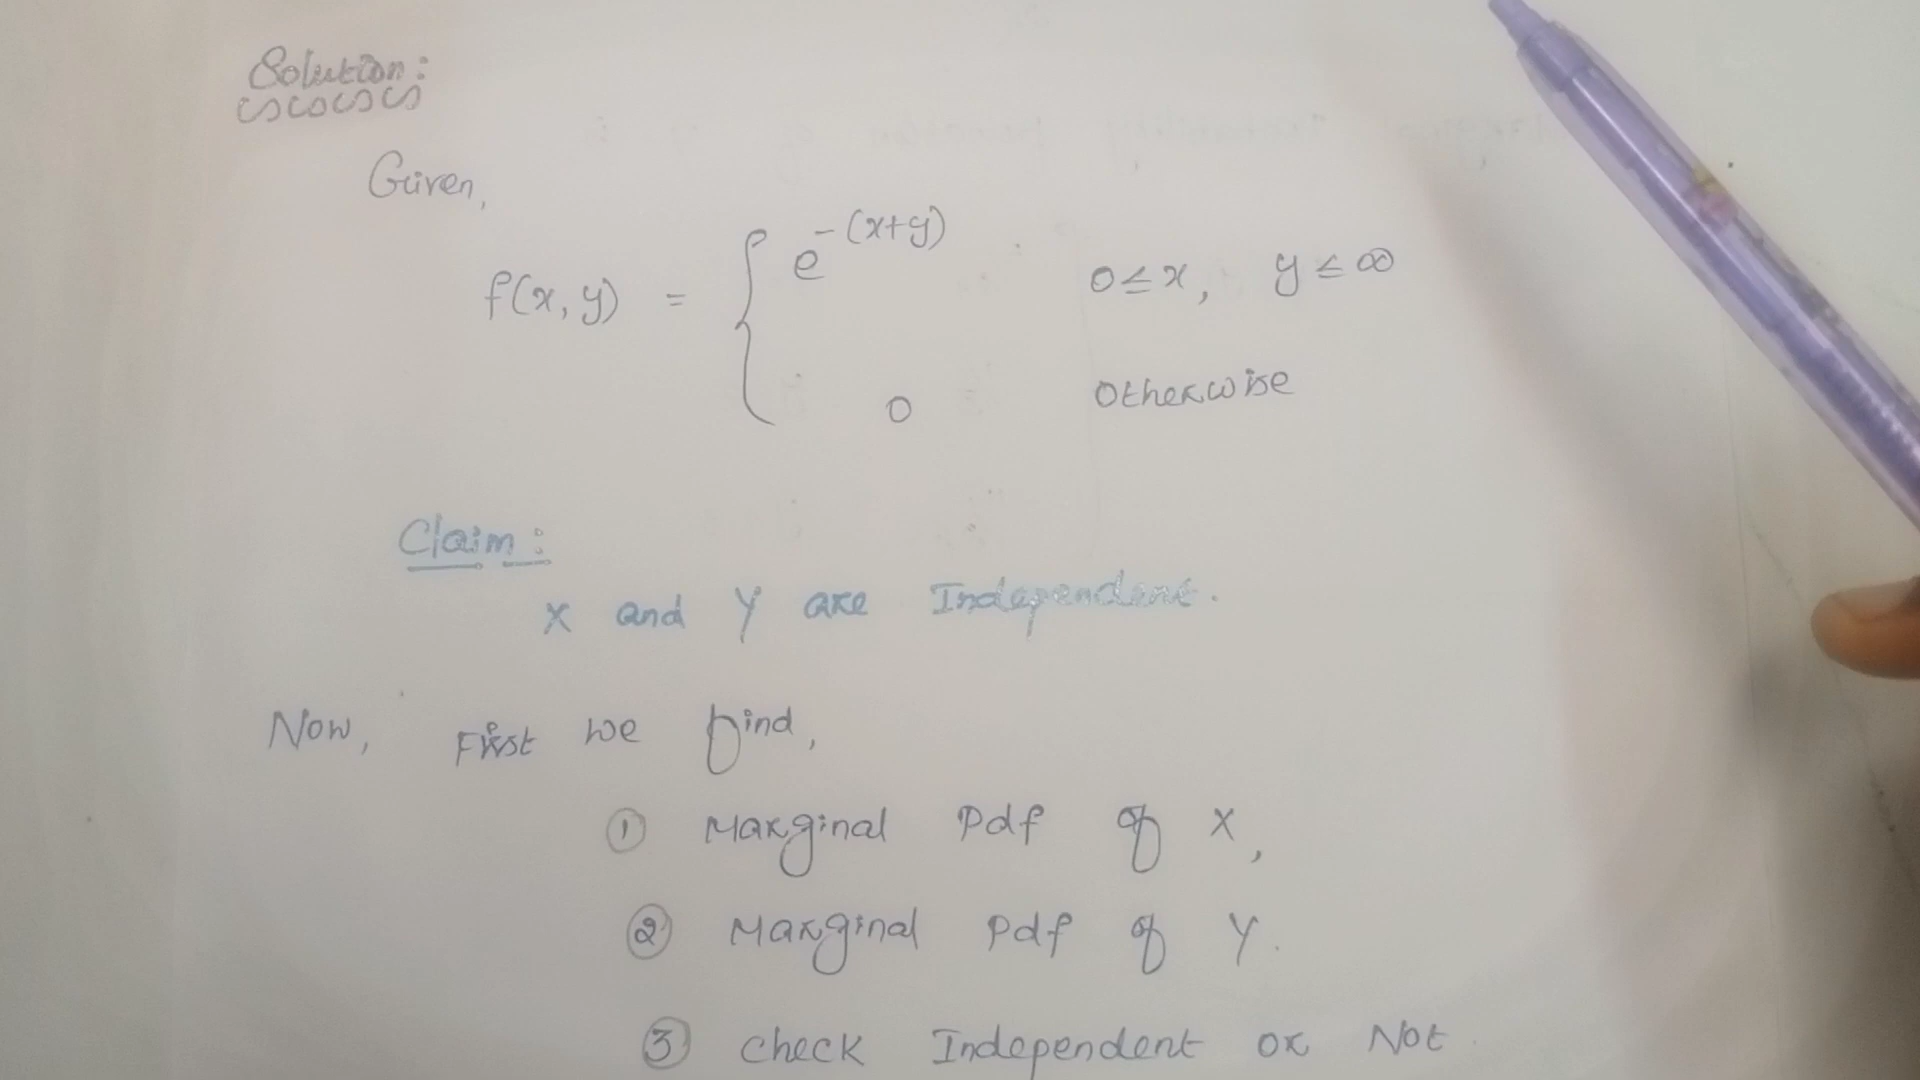 Solution:
Given,
f(x, y) = { e^-(x+y) 0 ≤ x, y ≤ ∞
0 otherwise
Claim:
X and Y are Independent.
Now, First we find,
① Marginal Pdf of X,
② Marginal Pdf of Y.
③ check Independent or Not